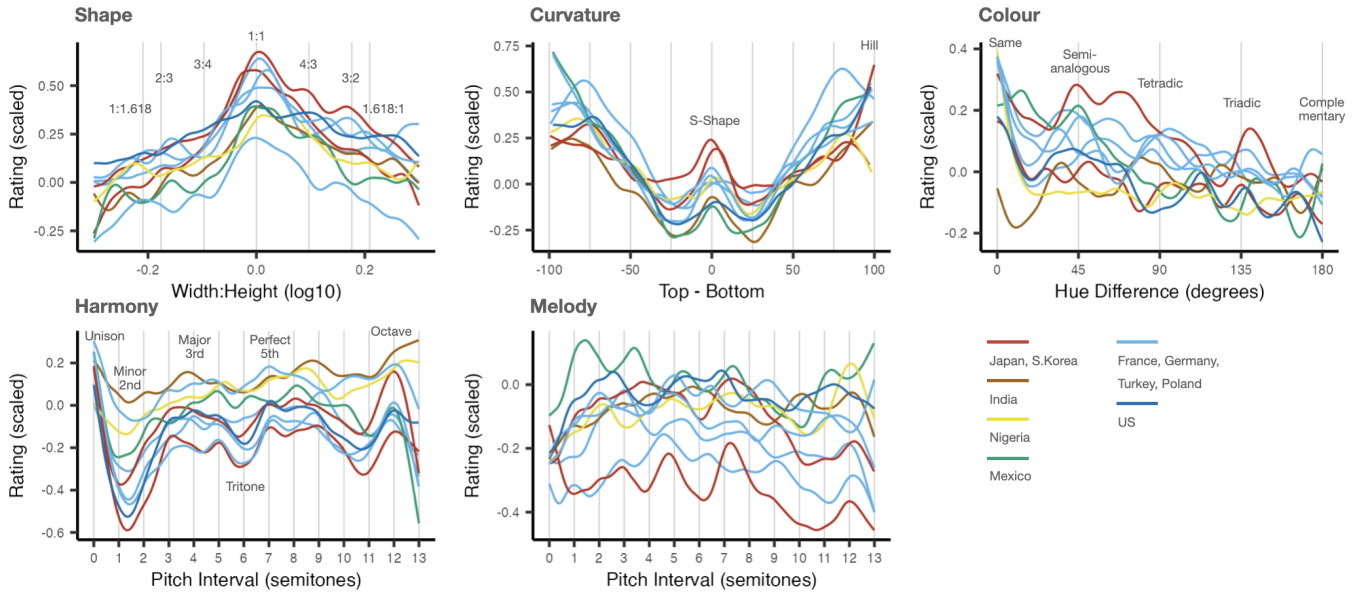 Shape
Curvature
Colour
1:1
2:3
3:4
4:3
3:2
1:1.618
1.618:1
0.50
0.25
0.00
-0.25
-0.2
0.0
0.2
Rating (scaled)
Width:Height (log10)
Hill
S-Shape
0.75
0.50
0.25
0.00
-0.25
-100
-50
0
50
100
Rating (scaled)
Top - Bottom
Same
Semi-
analogous
Tetradic
Triadic
Comple
mentary
0.4
0.2
0.0
-0.2
0
45
90
135
180
Rating (scaled)
Hue Difference (degrees)
Harmony
Melody
Unison
Minor
2nd
Major
3rd
Perfect
5th
Octave
Tritone
0.2
0.0
-0.2
-0.4
-0.6
0 1 2 3 4 5 6 7 8 9 10 11 12 13
Rating (scaled)
Pitch Interval (semitones)
0.0
-0.2
-0.4
0 1 2 3 4 5 6 7 8 9 10 11 12 13
Rating (scaled)
Pitch Interval (semitones)
Japan, S.Korea
India
Nigeria
Mexico
France, Germany,
Turkey, Poland
US